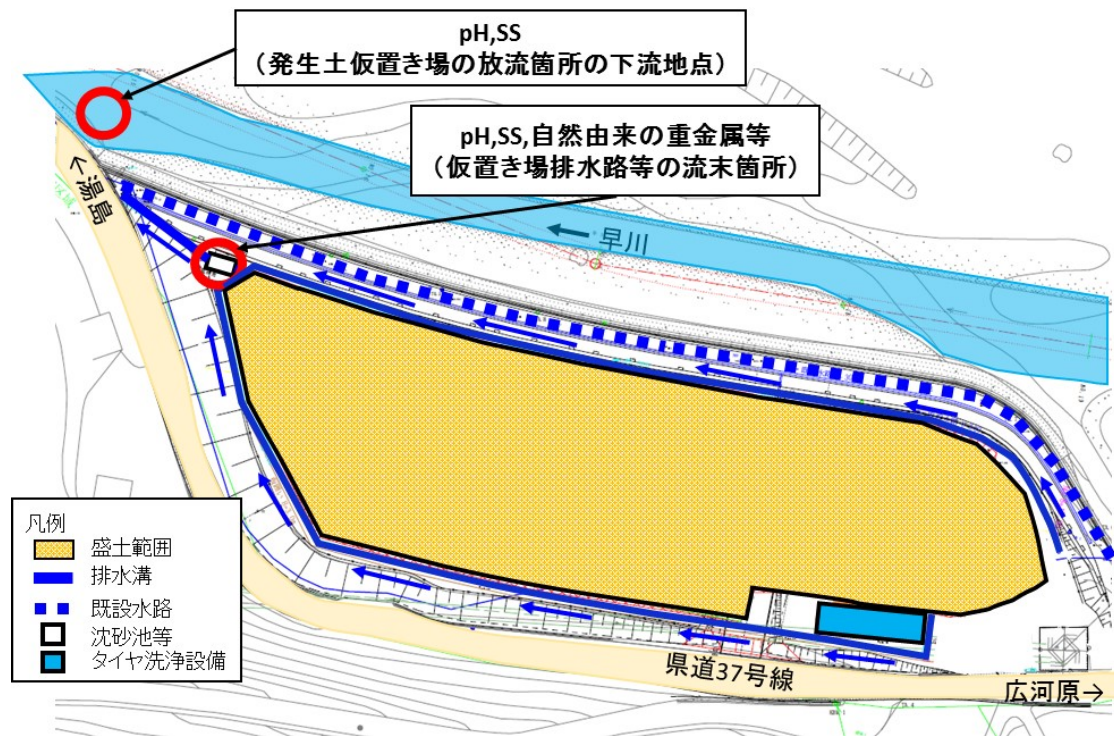 pH,SS
(発生土仮置き場の放流箇所の下流地点)
pH,SS,自然由来の重金属等
(仮置き場排水路等の流末箇所)
←湯島
←早川
凡例
盛土範囲
排水溝
既設水路
沈砂池等
タイヤ洗浄設備
県道37号線
広河原→